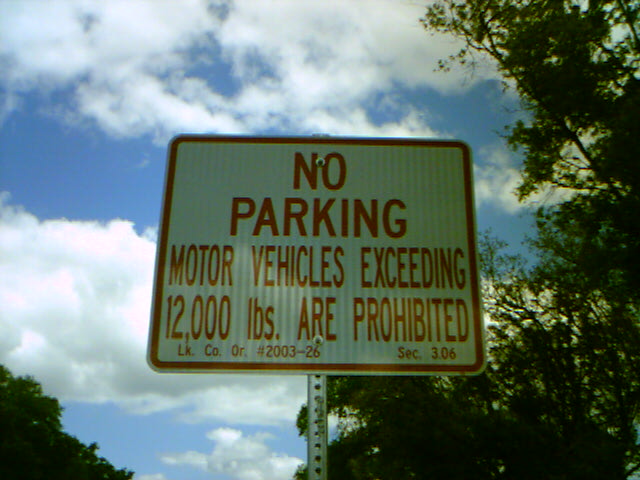 NO
PARKING
MOTOR VEHICLES EXCEEDING
12,000 lbs. ARE PROHIBITED
Lk. Co. Or. #2003-26 Sec. 3.06